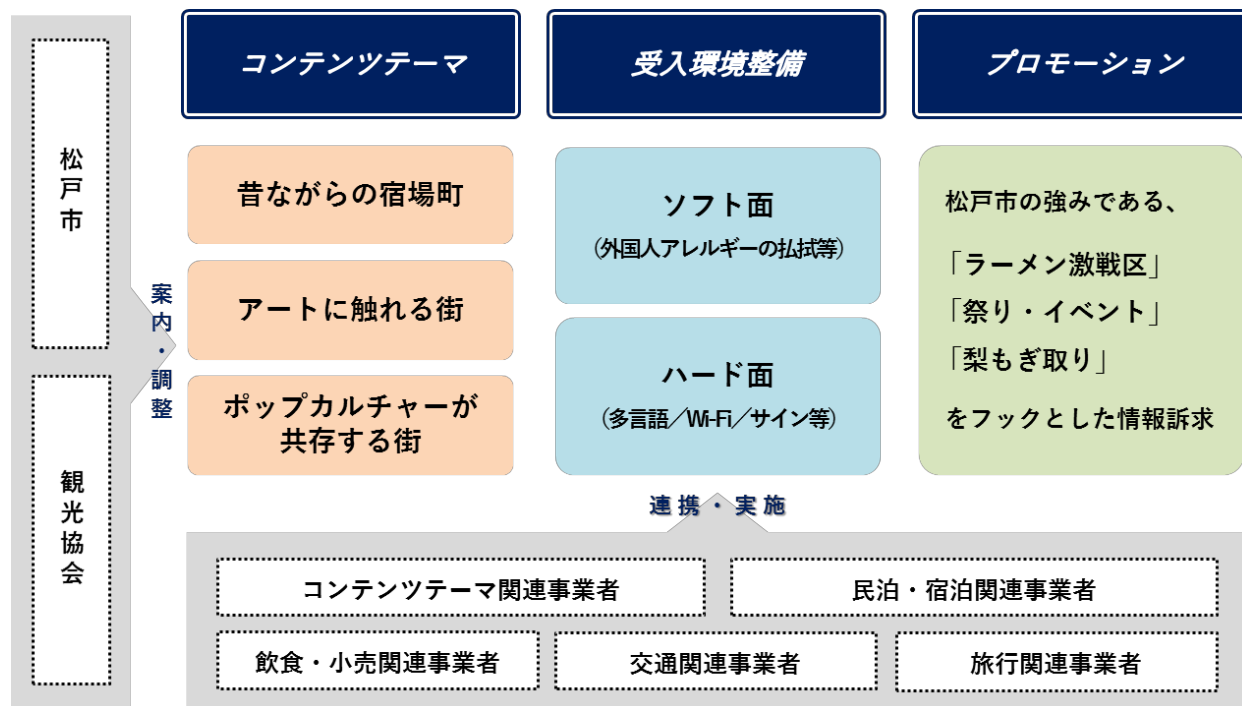 松戸市
観光協会
案内・調整
コンテンツテーマ
受入環境整備
プロモーション
昔ながらの宿場町
アートに触れる街
ポップカルチャーが
共存する街
ソフト面
（外国人アレルギーの払拭等）
ハード面
（多言語／Wi-Fi／サイン等）
松戸市の強みである、
「ラーメン激戦区」
「祭り・イベント」
「梨もぎ取り」
をフックとした情報訴求
連携・実施
コンテンツテーマ関連事業者
民泊・宿泊関連事業者
飲食・小売関連事業者
交通関連事業者
旅行関連事業者